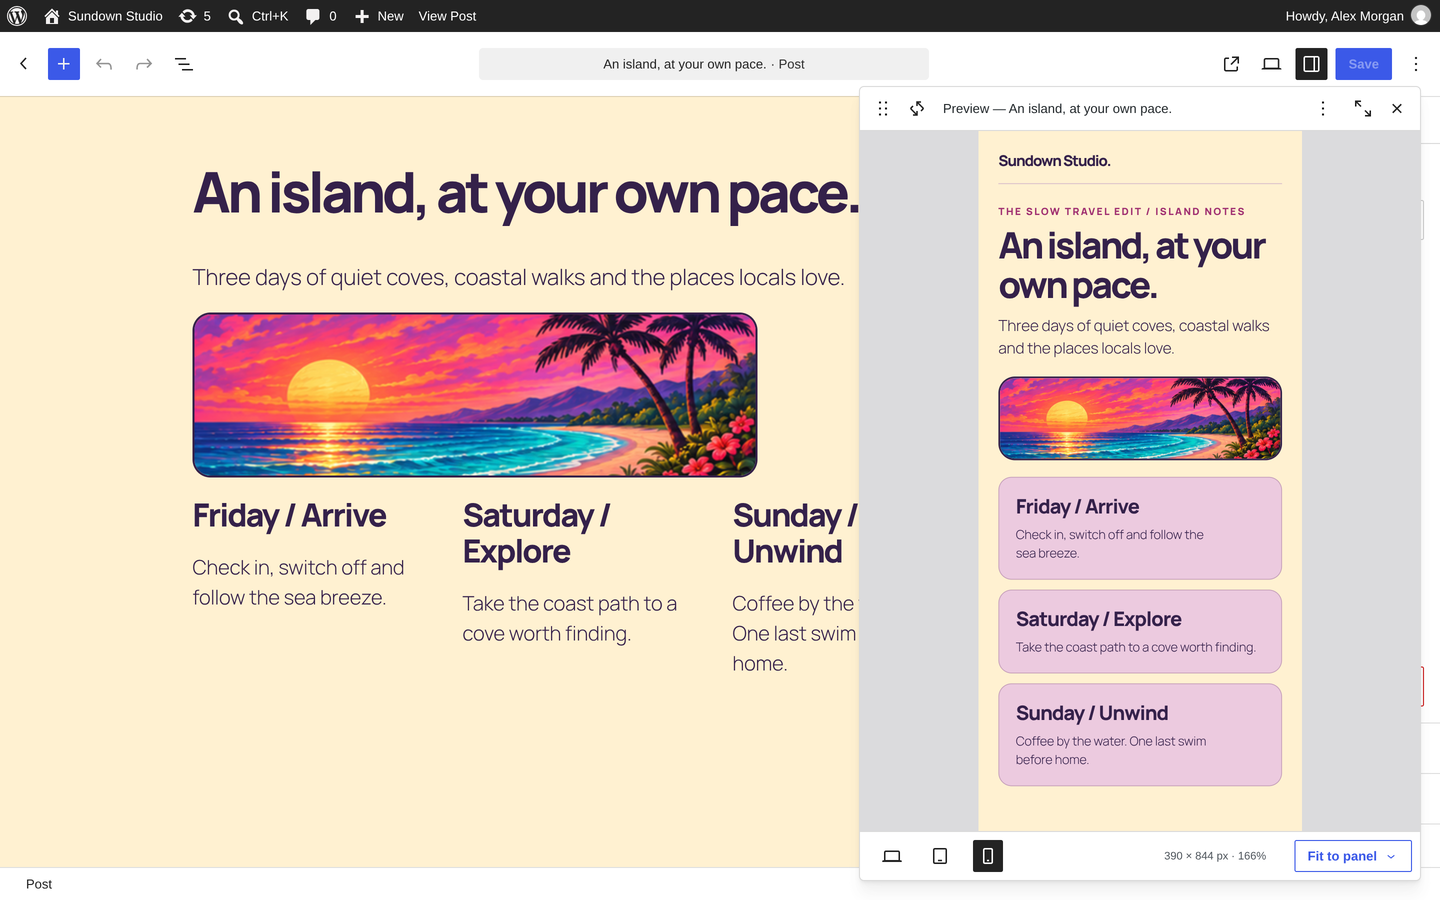 Sundown Studio
5
Ctrl+K
0
New
View Post
Howdy, Alex Morgan
An island, at your own pace. · Post
Save
An island, at your own pace.
Three days of quiet coves, coastal walks and the places locals love.
Friday / Arrive
Check in, switch off and
follow the sea breeze.
Saturday /
Explore
Take the coast path to a
cove worth finding.
Sunday /
Unwind
Coffee by the
One last swim
home.
Post
Preview — An island, at your own pace.
Sundown Studio.
THE SLOW TRAVEL EDIT / ISLAND NOTES
An island, at your
own pace.
Three days of quiet coves, coastal walks
and the places locals love.
Friday / Arrive
Check in, switch off and follow the
sea breeze.
Saturday / Explore
Take the coast path to a cove worth finding.
Sunday / Unwind
Coffee by the water. One last swim
before home.
390 × 844 px · 166%
Fit to panel